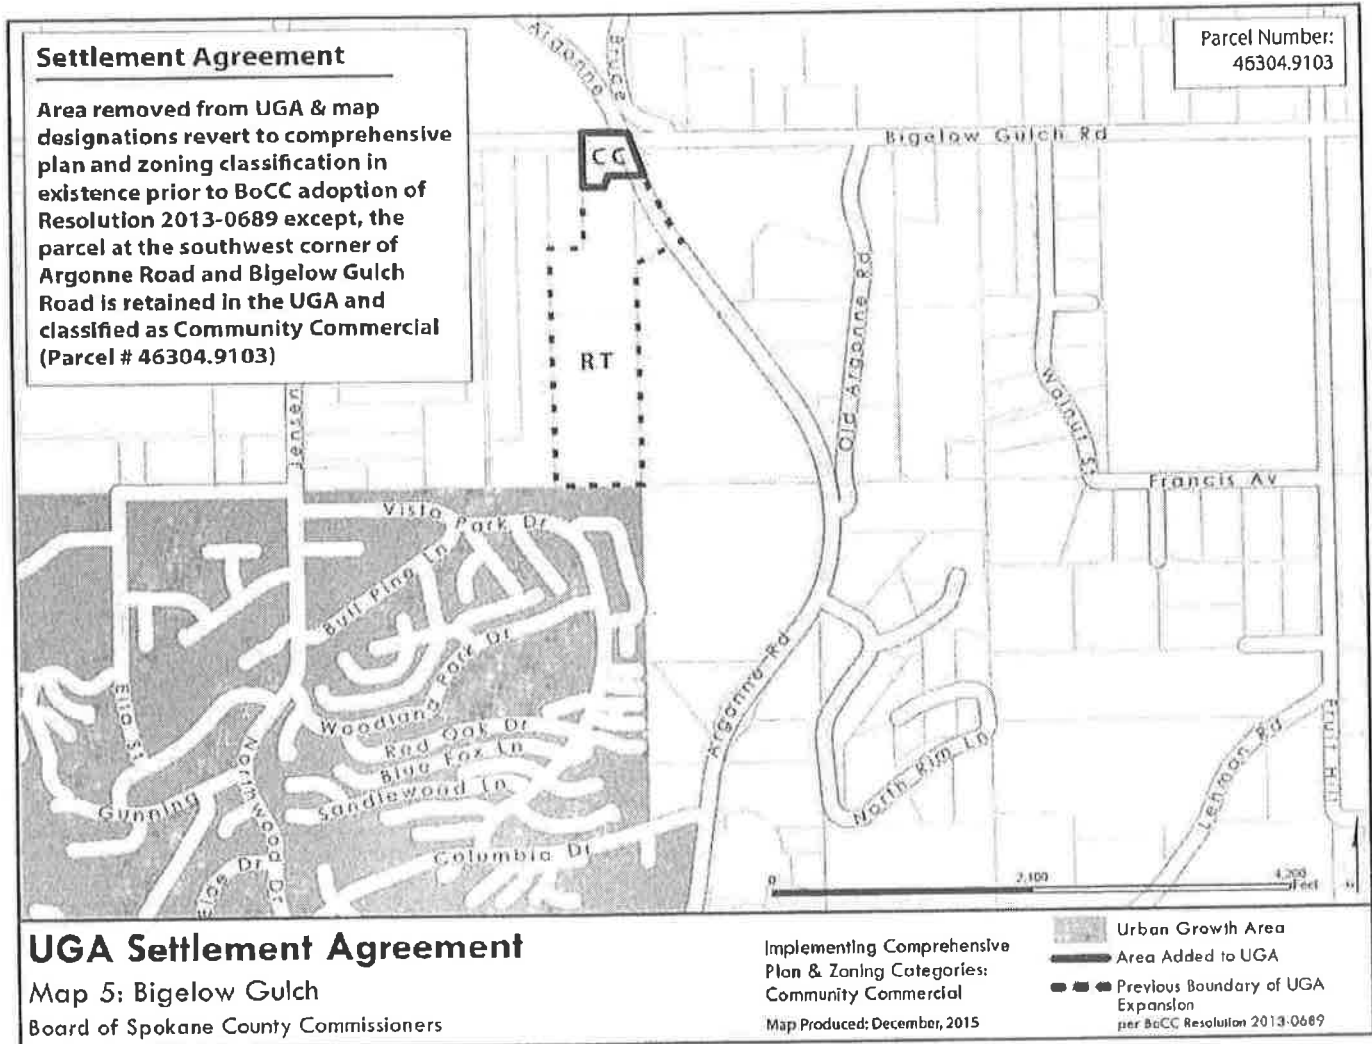 Settlement Agreement
Area removed from UGA & map
designations revert to comprehensive
plan and zoning classification in
existence prior to BoCC adoption of
Resolution 2013-0689 except, the
parcel at the southwest corner of
Argonne Road and Bigelow Gulch
Road is retained in the UGA and
classified as Community Commercial
(Parcel # 46304.9103)
Parcel Number:
46304.9103
Argonne
Bruce
Bigelow Gulch Rd
CC
RT
Old Argonne Rd
Walnut St
Francis Av
Jensen
Vista Park Dr
Bull Pine Ln
Woodland Park Dr
Red Oak Dr
Blue Fox Ln
Sandlewood Ln
Ella St
Gunning
Northwood Dr
Columbia Dr
Argonne Rd
North Rim Ln
Lehman Rd
Fruit Hill
0 2,100 4,200
Feet
UGA Settlement Agreement
Map 5: Bigelow Gulch
Board of Spokane County Commissioners
Implementing Comprehensive
Plan & Zoning Categories:
Community Commercial
Map Produced: December, 2015
Urban Growth Area
Area Added to UGA
Previous Boundary of UGA
Expansion
per BoCC Resolution 2013-0689